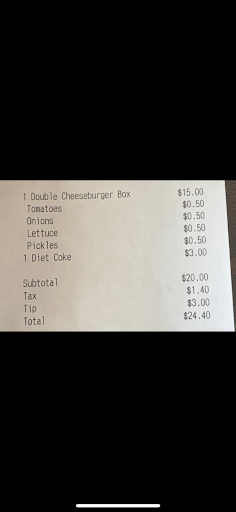 1 Double Cheeseburger Box $15.00
Tomatoes $0.50
Onions $0.50
Lettuce $0.50
Pickles $0.50
1 Diet Coke $3.00
Subtotal $20.00
Tax $1.40
Tip $3.00
Total $24.40